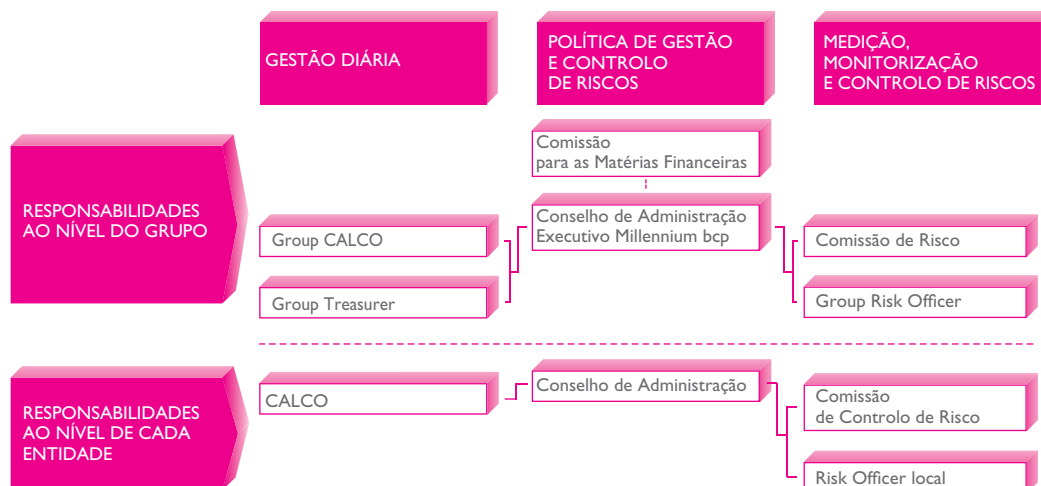 GESTÃO DIÁRIA
POLÍTICA DE GESTÃO
E CONTROLO
DE RISCOS
MEDIÇÃO,
MONITORIZAÇÃO
E CONTROLO DE RISCOS
RESPONSABILIDADES
AO NÍVEL DO GRUPO
Comissão
para as Matérias Financeiras
Group CALCO
Conselho de Administração
Executivo Millennium bcp
Comissão de Risco
Group Treasurer
Group Risk Officer
RESPONSABILIDADES
AO NÍVEL DE CADA
ENTIDADE
CALCO
Conselho de Administração
Comissão
de Controlo de Risco
Risk Officer local